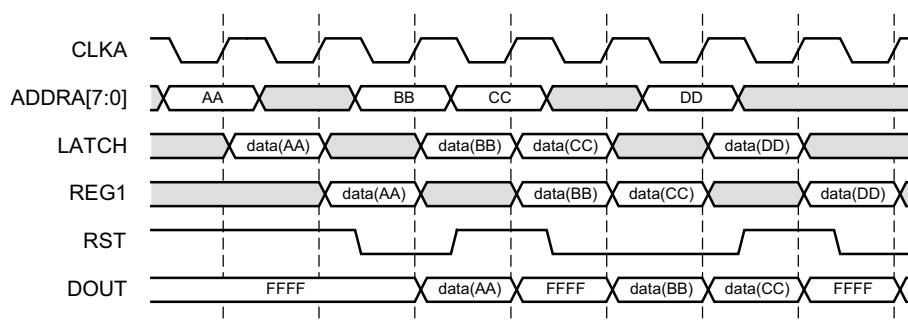 CLKA
ADDRA[7:0] AA BB CC DD
LATCH data(AA) data(BB) data(CC) data(DD)
REG1 data(AA) data(BB) data(CC) data(DD)
RST
DOUT FFFF data(AA) FFFF data(BB) data(CC) FFFF